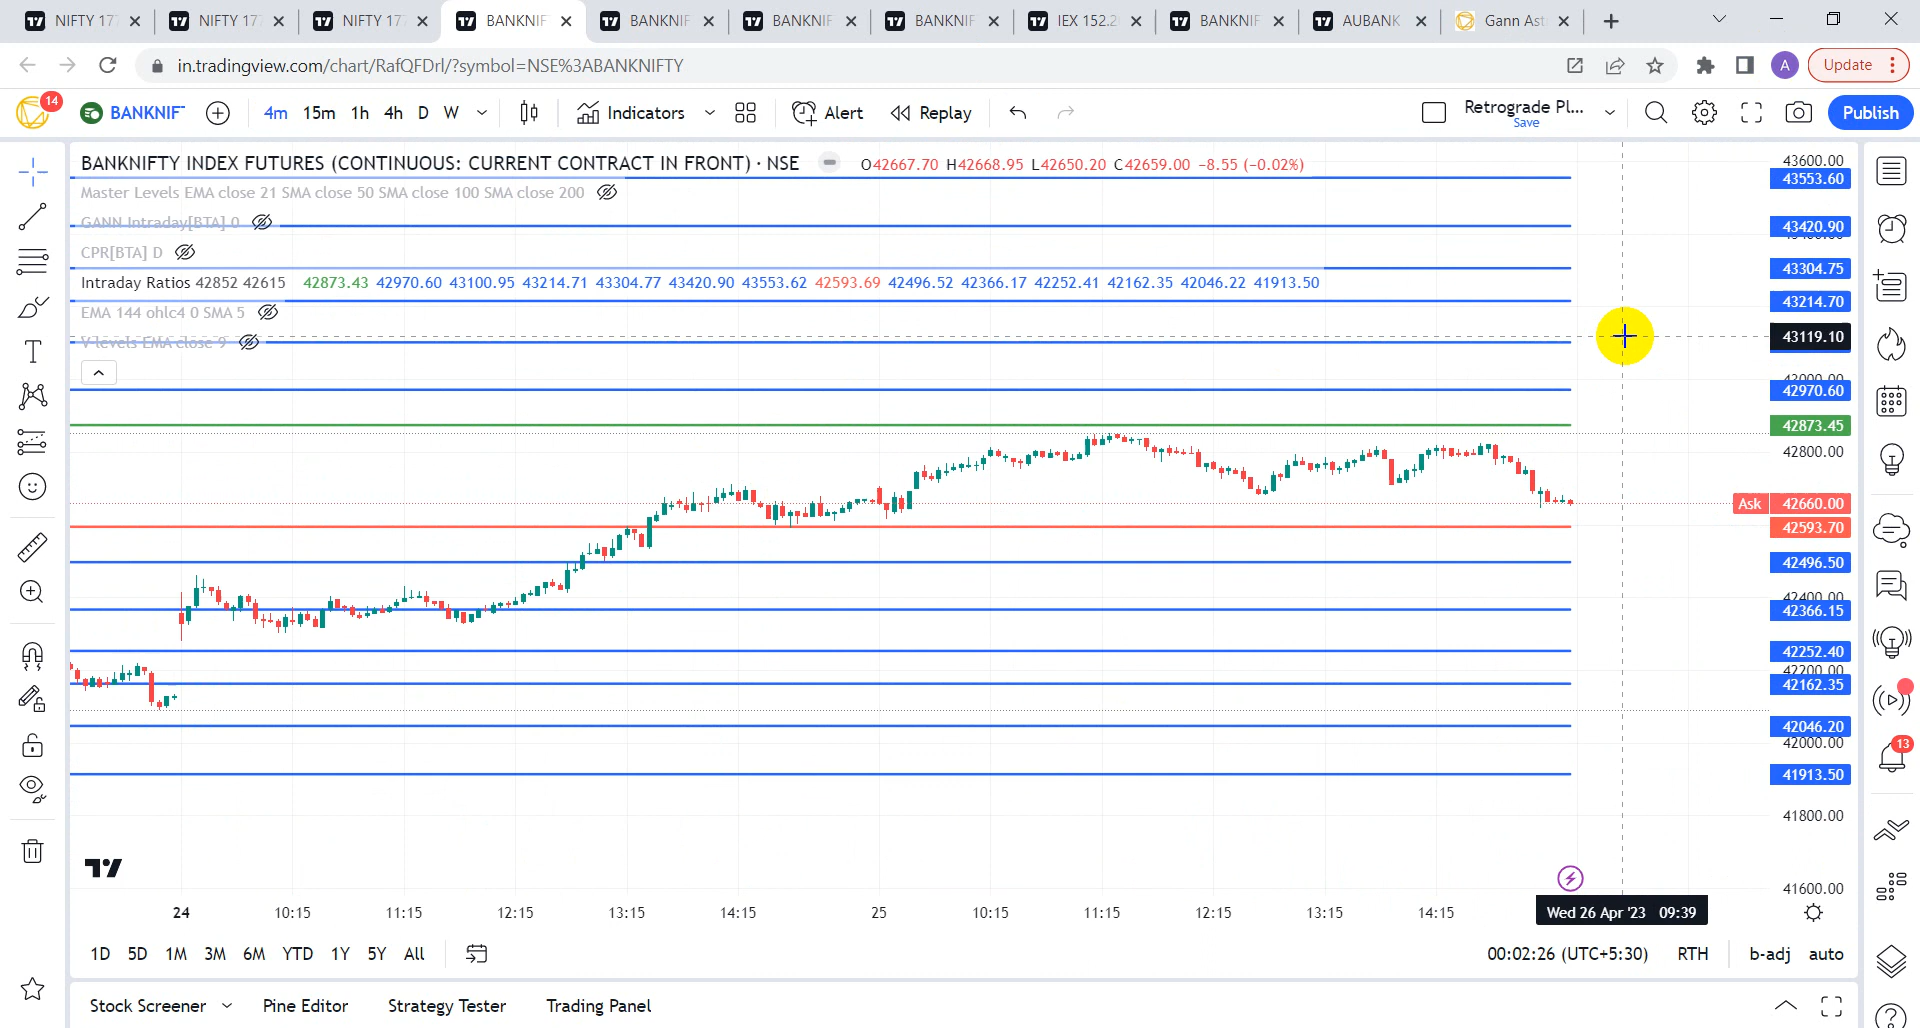 NIFTY 177
NIFTY 177
NIFTY 177
BANKNIF
BANKNIF
BANKNIF
BANKNIF
IEX 152.2
BANKNIF
AUBANK
Gann Ast
in.tradingview.com/chart/RafQFDrl/?symbol=NSE%3ABANKNIFTY
A
Update
14
BANKNIF
4m 15m 1h 4h D W
Indicators
Alert
Replay
Retrograde Pl...
Save
Publish
BANKNIFTY INDEX FUTURES (CONTINUOUS: CURRENT CONTRACT IN FRONT) · NSE
O42667.70 H42668.95 L42650.20 C42659.00 −8.55 (−0.02%)
Master Levels EMA close 21 SMA close 50 SMA close 100 SMA close 200
GANN Intraday[BTA] 0
CPR[BTA] D
Intraday Ratios 42852 42615 42873.43 42970.60 43100.95 43214.71 43304.77 43420.90 43553.62 42593.69 42496.52 42366.17 42252.41 42162.35 42046.22 41913.50
EMA 144 ohlc4 0 SMA 5
V-levels EMA close 9
43600.00
43553.60
43420.90
43304.75
43214.70
43119.10
43000.00
42970.60
42873.45
42800.00
Ask 42660.00
42593.70
42496.50
42400.00
42366.15
42252.40
42200.00
42162.35
42046.20
42000.00
41913.50
41800.00
41600.00
24 10:15 11:15 12:15 13:15 14:15 25 10:15 11:15 12:15 13:15 14:15
Wed 26 Apr '23 09:39
1D 5D 1M 3M 6M YTD 1Y 5Y All
00:02:26 (UTC+5:30) RTH b-adj auto
13
Stock Screener Pine Editor Strategy Tester Trading Panel